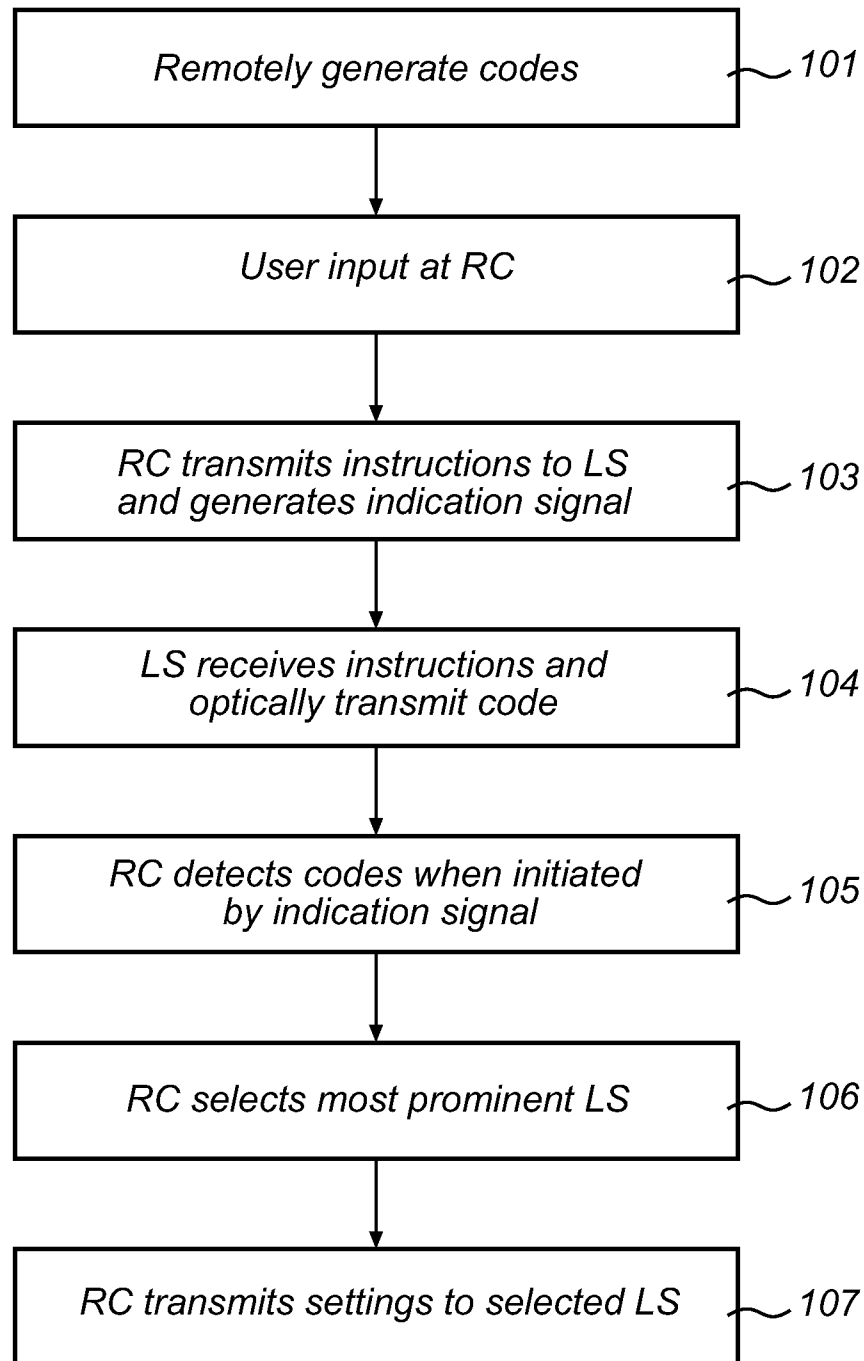 Remotely generate codes
101
User input at RC
102
RC transmits instructions to LS
and generates indication signal
103
LS receives instructions and
optically transmit code
104
RC detects codes when initiated
by indication signal
105
RC selects most prominent LS
106
RC transmits settings to selected LS
107